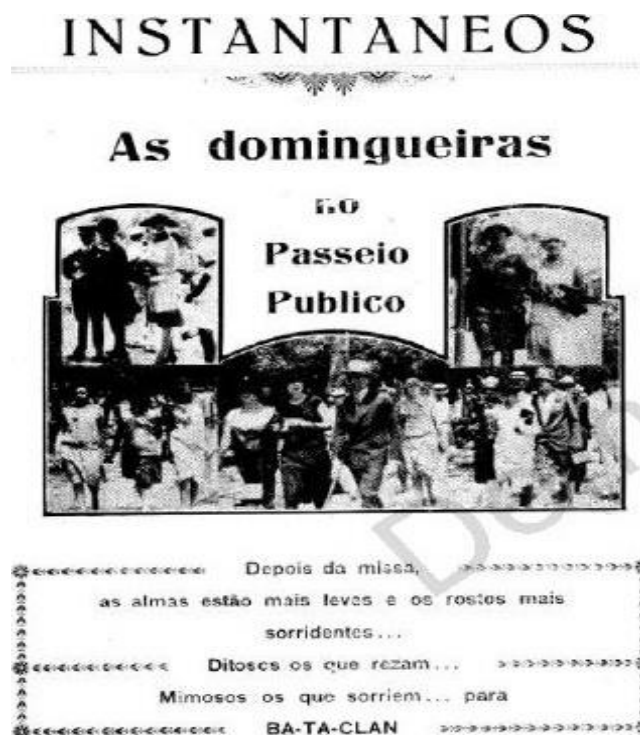 INSTANTANEOS
As domingueiras
no
Passeio
Publico
Depois da missa,
as almas estão mais leves e os rostos mais
sorridentes...
Ditosos os que rezam...
Mimosos os que sorriem... para
BA-TA-CLAN